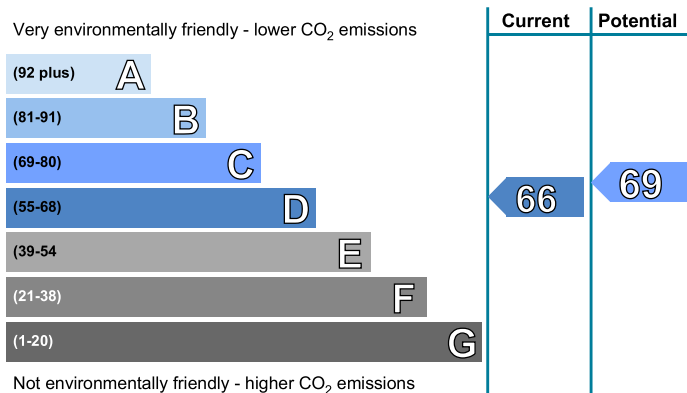 Very environmentally friendly - lower CO2 emissions
Current
Potential
(92 plus) A
(81-91) B
(69-80) C
(55-68) D
66
69
(39-54 E
(21-38) F
(1-20) G
Not environmentally friendly - higher CO2 emissions